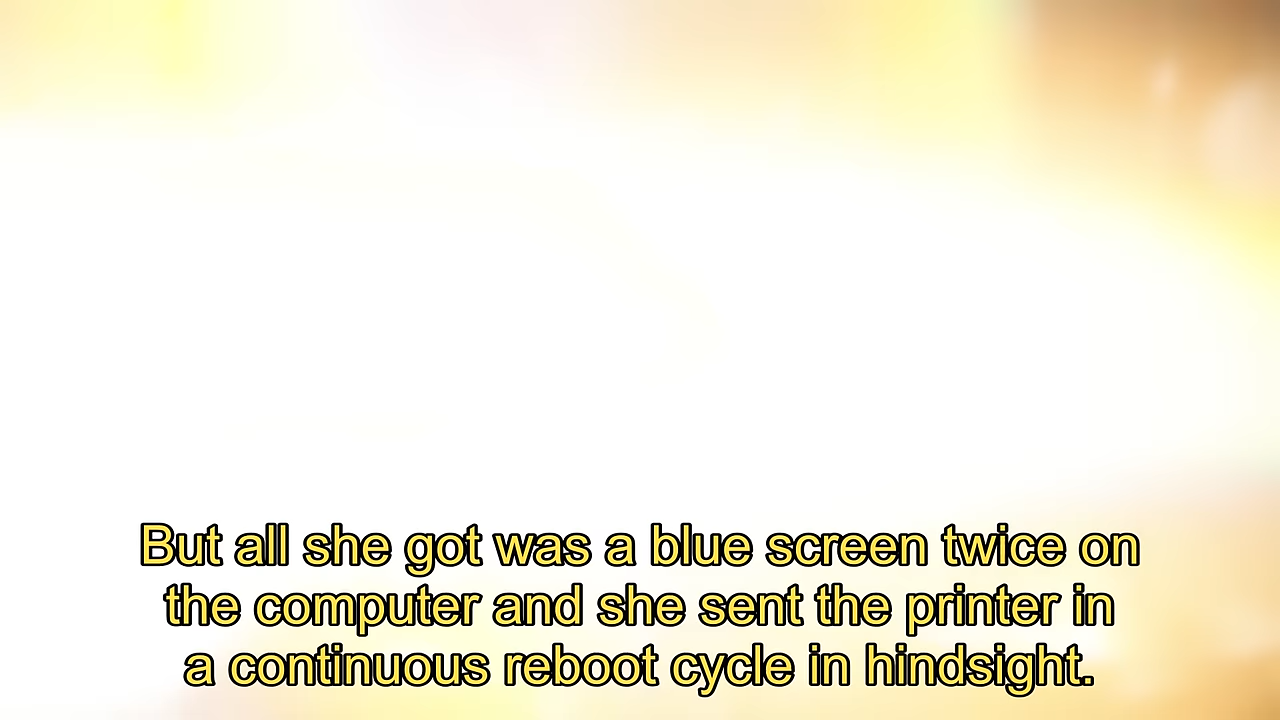 But all she got was a blue screen twice on
the computer and she sent the printer in
a continuous reboot cycle in hindsight.